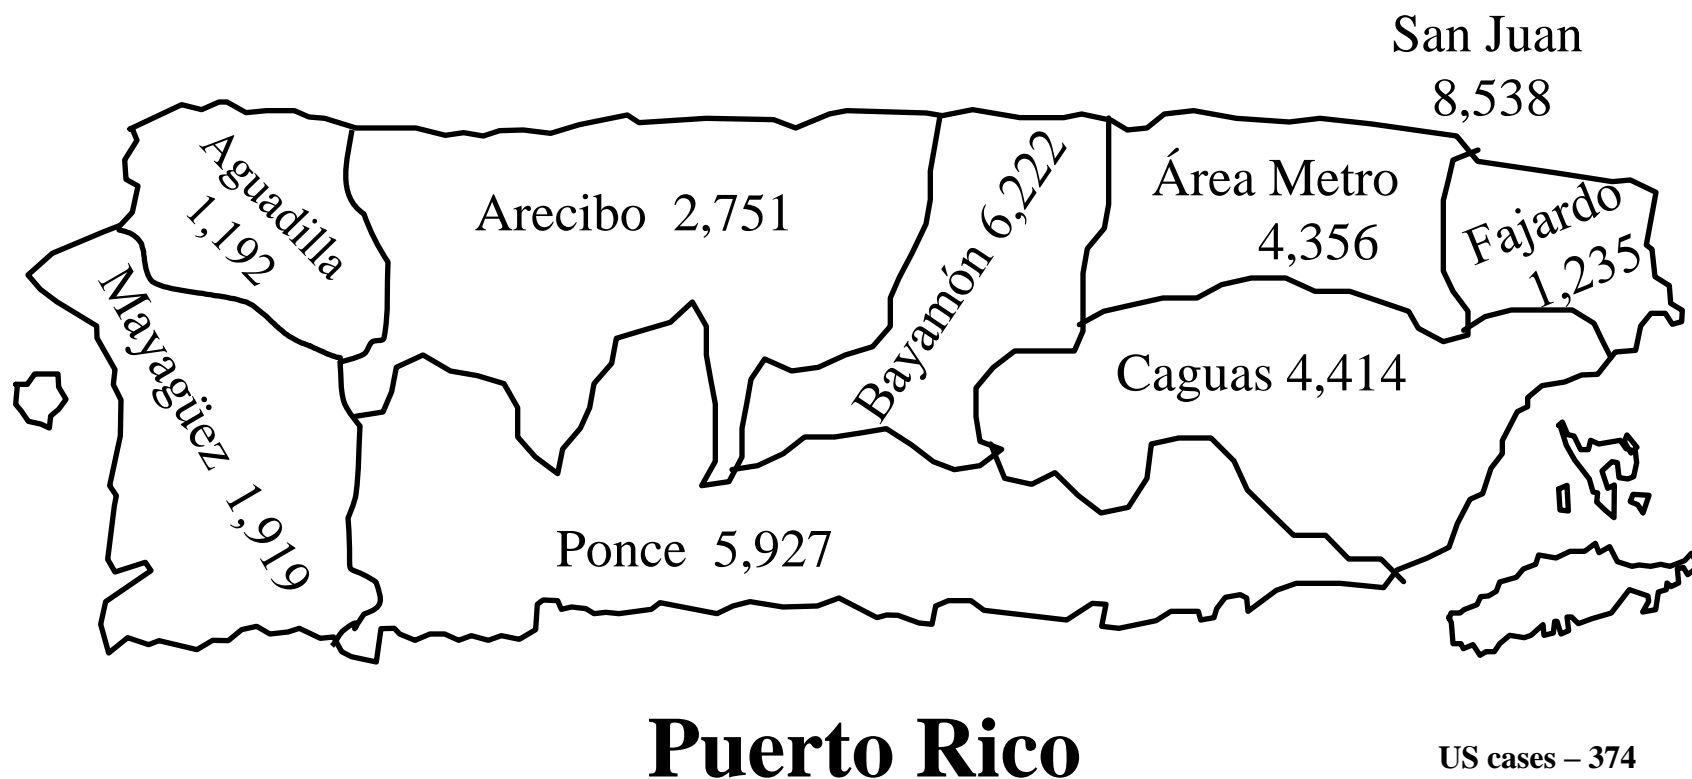 San Juan
8,538
Aguadilla
1,192
Arecibo 2,751
Bayamón 6,222
Área Metro
4,356
Fajardo
1,235
Mayagüez 1,919
Caguas 4,414
Ponce 5,927
Puerto Rico
US cases – 374